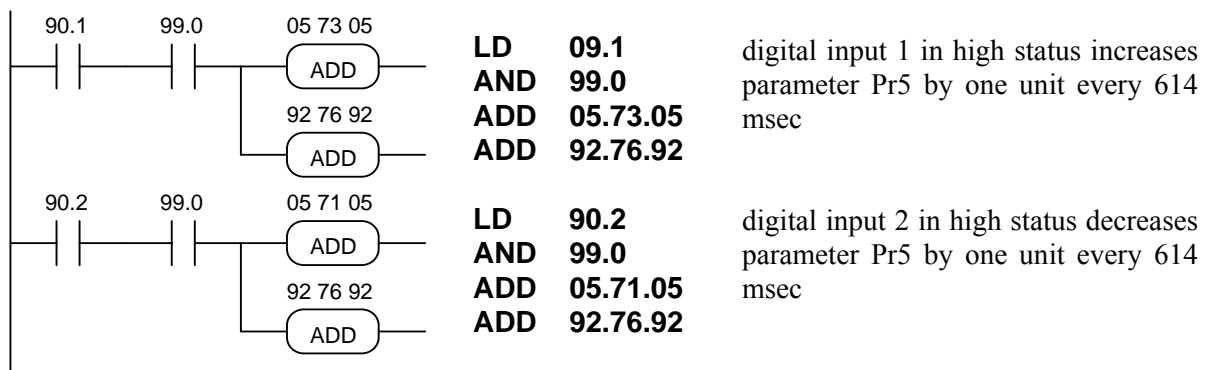 90.1 99.0 05 73 05
ADD
92 76 92
ADD
LD 09.1
AND 99.0
ADD 05.73.05
ADD 92.76.92
digital input 1 in high status increases
parameter Pr5 by one unit every 614
msec
90.2 99.0 05 71 05
ADD
92 76 92
ADD
LD 90.2
AND 99.0
ADD 05.71.05
ADD 92.76.92
digital input 2 in high status decreases
parameter Pr5 by one unit every 614
msec